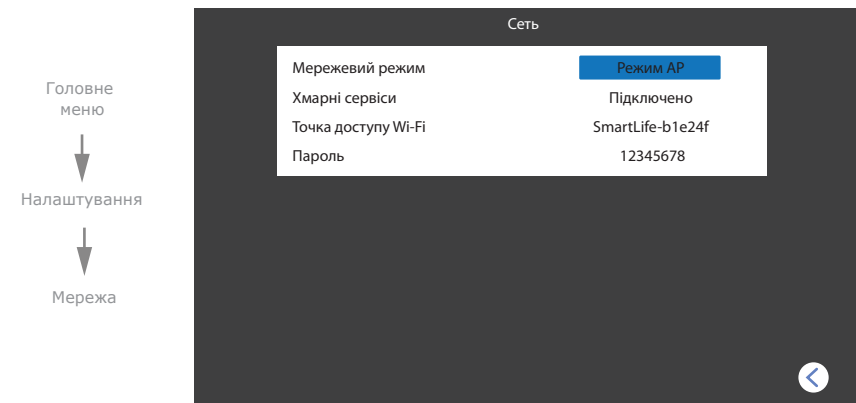 Головне
меню
Налаштування
Мережа
Сеть
Мережевий режим Режим AP
Хмарні сервіси Підключено
Точка доступу Wi-Fi SmartLife-b1e24f
Пароль 12345678